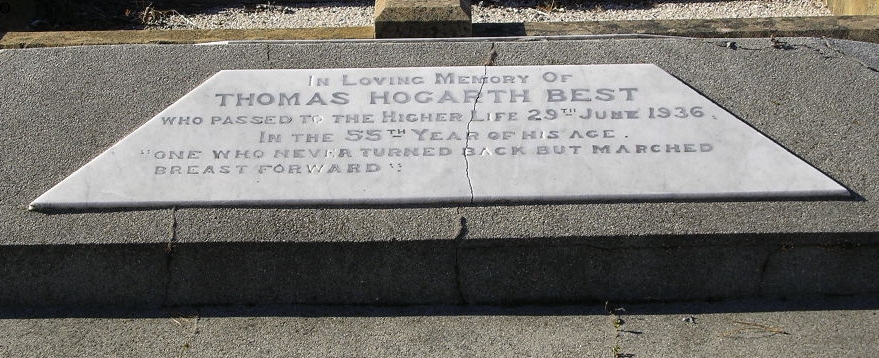 In Loving Memory Of
THOMAS HOGARTH BEST
WHO PASSED TO THE HIGHER LIFE 29TH JUNE 1936.
IN THE 55TH YEAR OF HIS AGE.
"ONE WHO NEVER TURNED BACK BUT MARCHED
BREAST FORWARD"